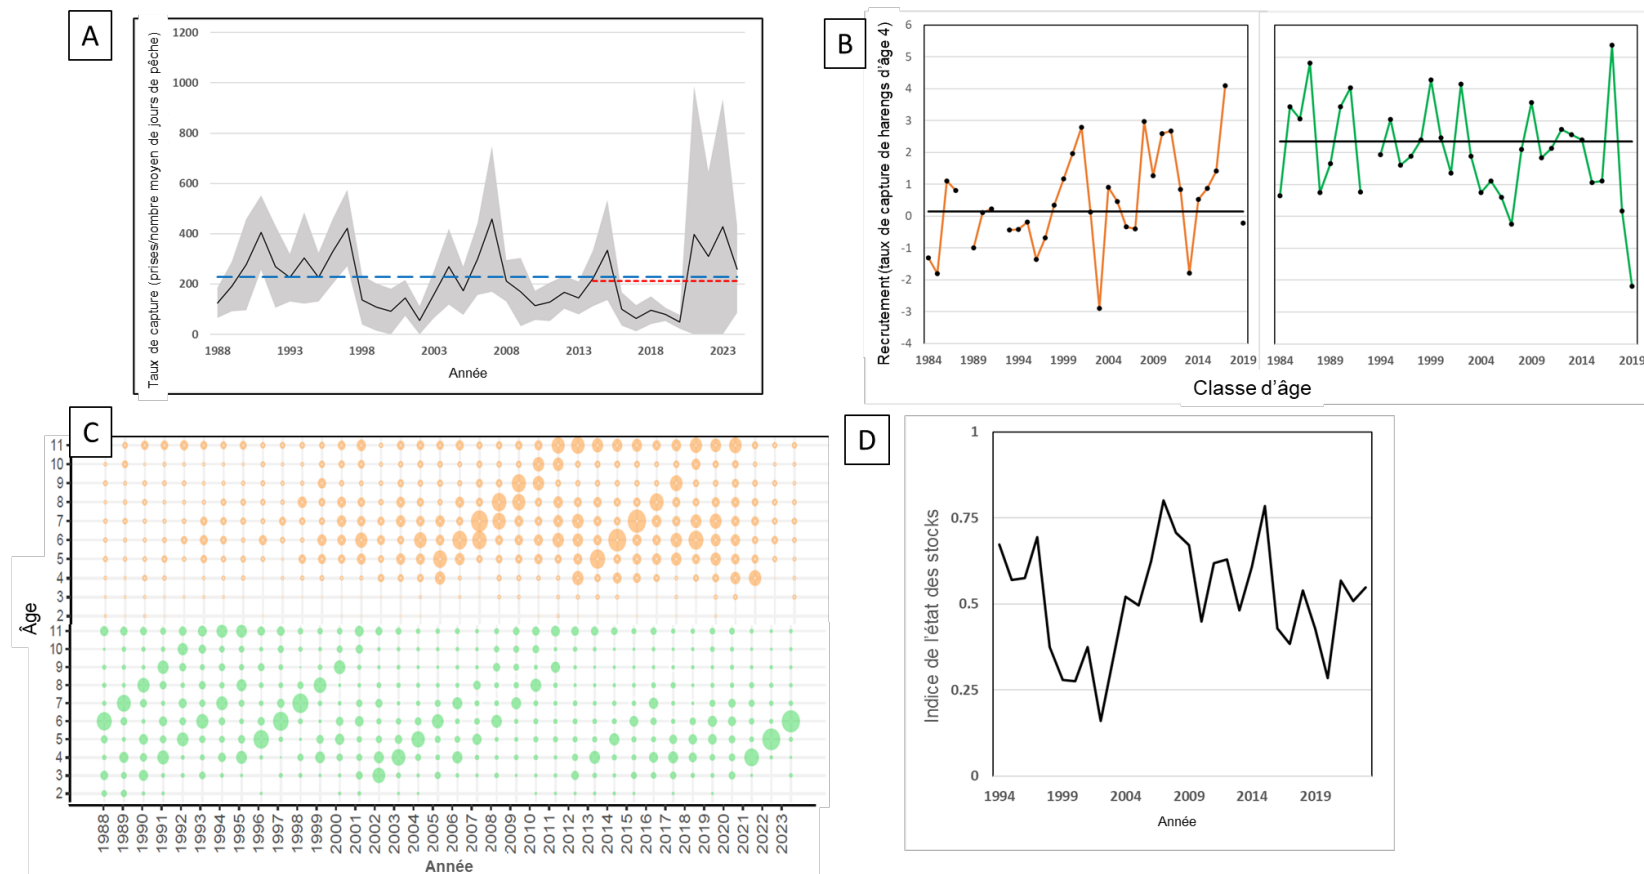 A
Taux de capture (prises/nombre moyen de jours de pêche)
1200
1000
800
600
400
200
0
1988 1993 1998 2003 2008 2013 2018 2023
Année
B
Recrutement (taux de capture de harengs d'âge 4)
6
5
4
3
2
1
0
-1
-2
-3
-4
1984 1989 1994 1999 2004 2009 2014 2019
1984 1989 1994 1999 2004 2009 2014 2019
Classe d'âge
C
Âge
11
10
9
8
7
6
5
4
3
2
11
10
9
8
7
6
5
4
3
2
1988 1989 1990 1991 1992 1993 1994 1995 1996 1997 1998 1999 2000 2001 2002 2003 2004 2005 2006 2007 2008 2009 2010 2011 2012 2013 2014 2015 2016 2017 2018 2019 2020 2021 2022 2023
Année
D
Indice de l'état des stocks
1
0.75
0.5
0.25
0
1994 1999 2004 2009 2014 2019
Année